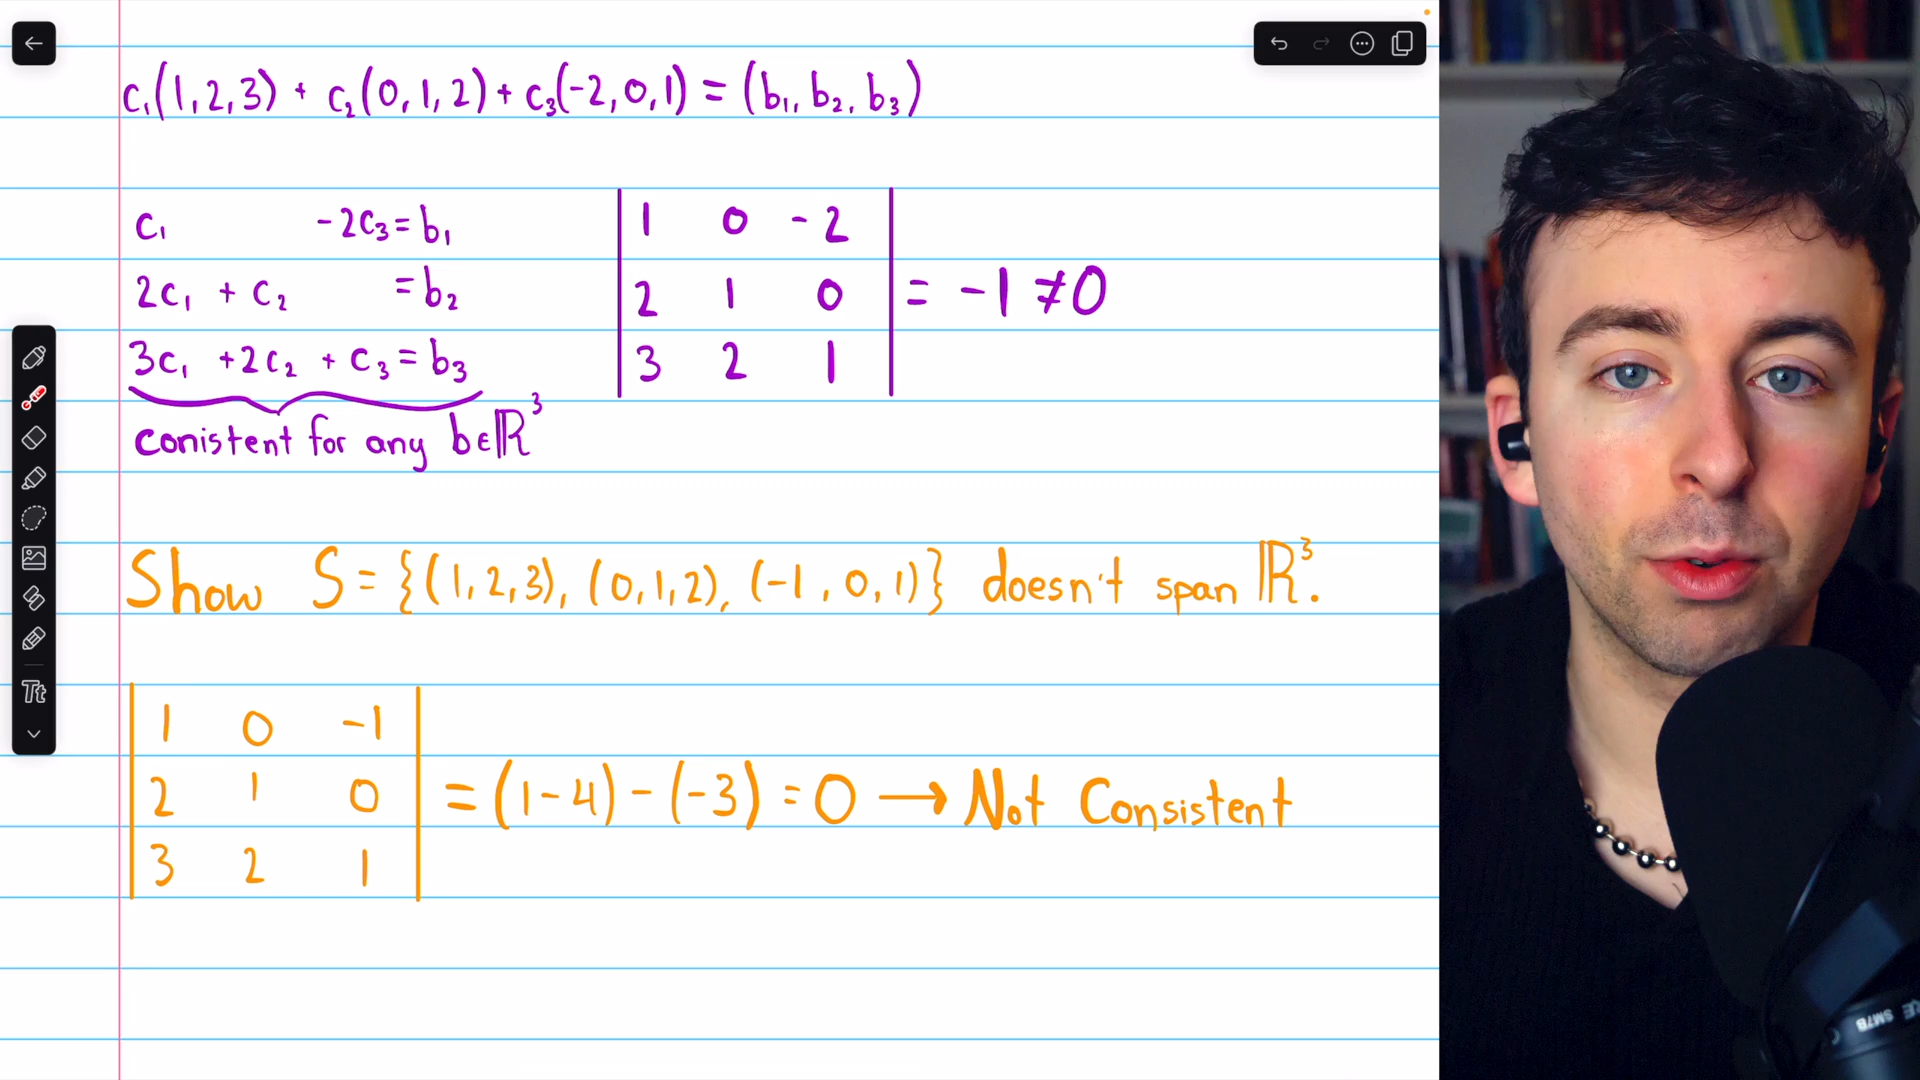 c₁(1,2,3) + c₂(0,1,2) + c₃(-2,0,1) = (b₁, b₂, b₃)
c₁ -2c₃ = b₁
2c₁ + c₂ = b₂
3c₁ +2c₂ + c₃ = b₃
conistent for any b∈ℝ³
1 0 -2
2 1 0 = -1 ≠ 0
3 2 1
Show S = {(1,2,3), (0,1,2), (-1,0,1)} doesn't span ℝ³.
1 0 -1
2 1 0 = (1-4) - (-3) = 0 → Not Consistent
3 2 1
Tt
SM7B